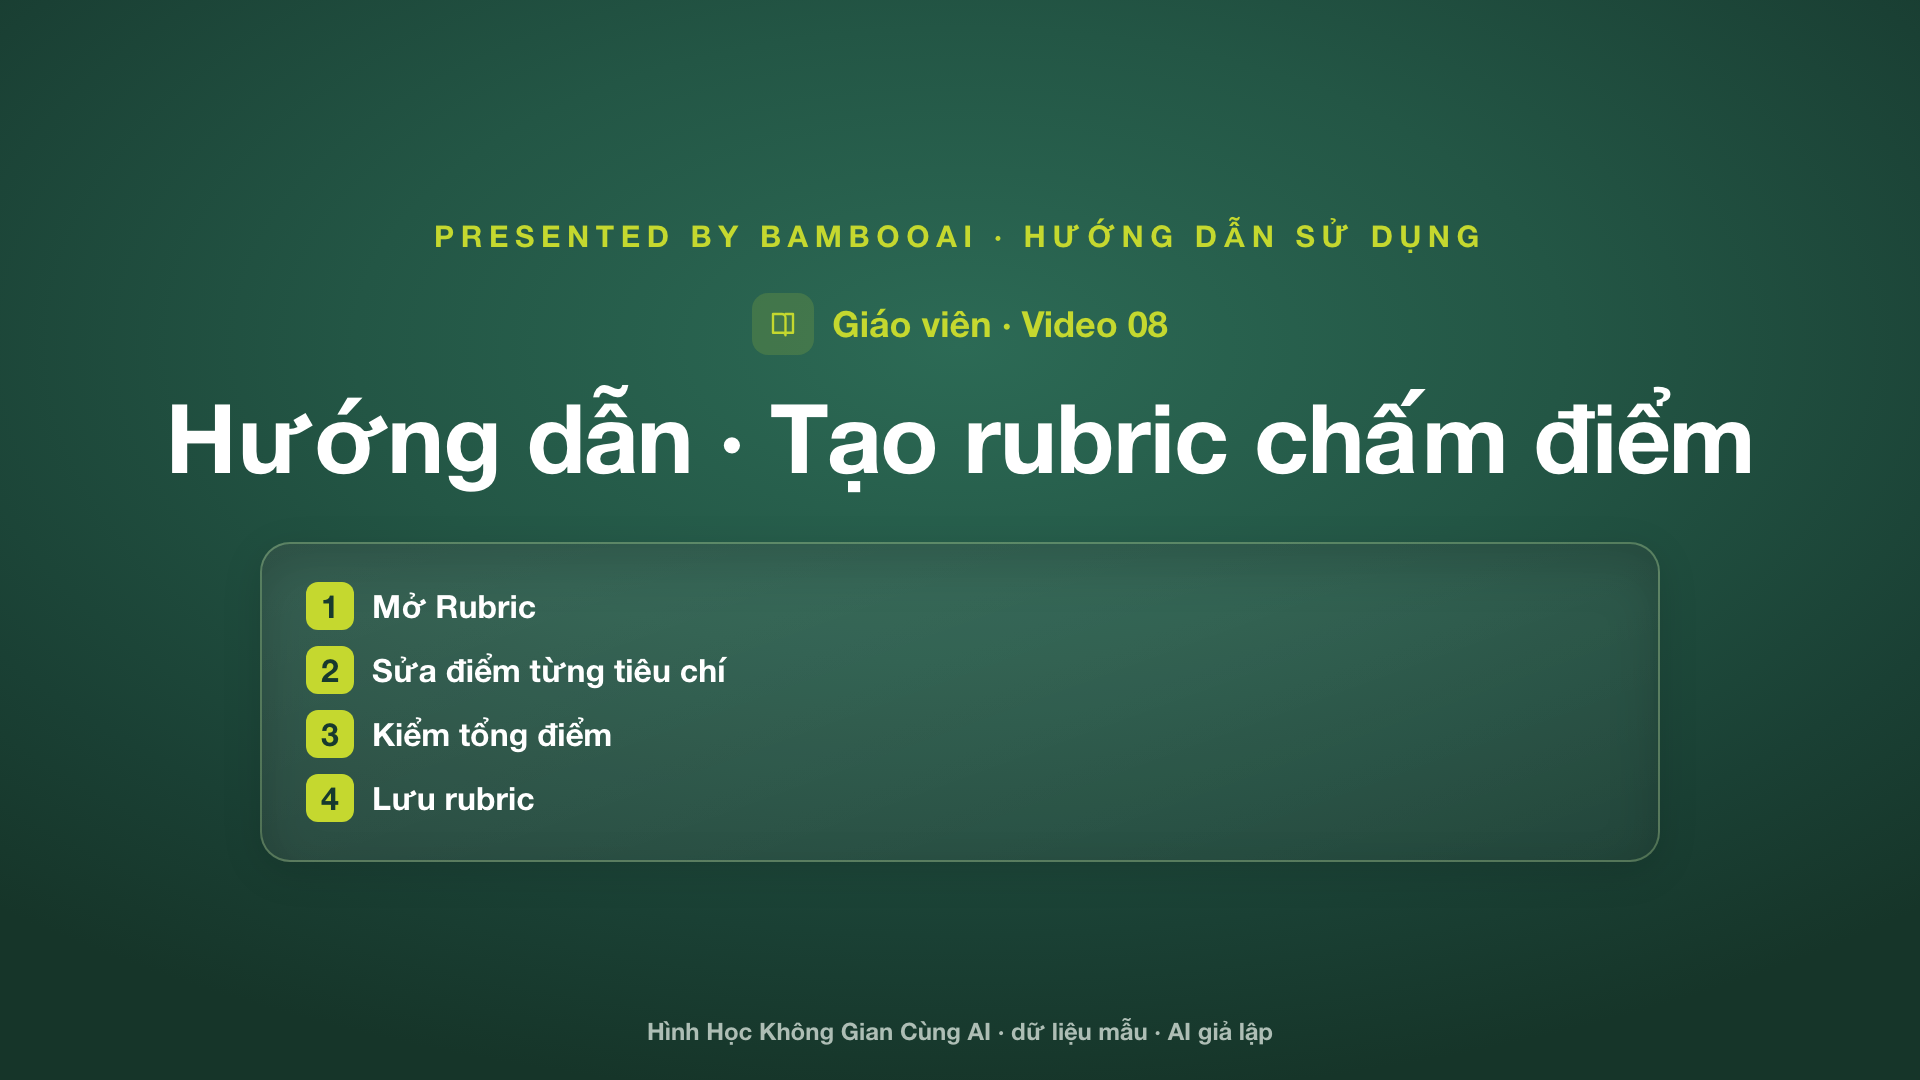 PRESENTED BY BAMBOOAI · HƯỚNG DẪN SỬ DỤNG
Giáo viên · Video 08
Hướng dẫn · Tạo rubric chấm điểm
1 Mở Rubric
2 Sửa điểm từng tiêu chí
3 Kiểm tổng điểm
4 Lưu rubric
Hình Học Không Gian Cùng AI · dữ liệu mẫu · AI giả lập